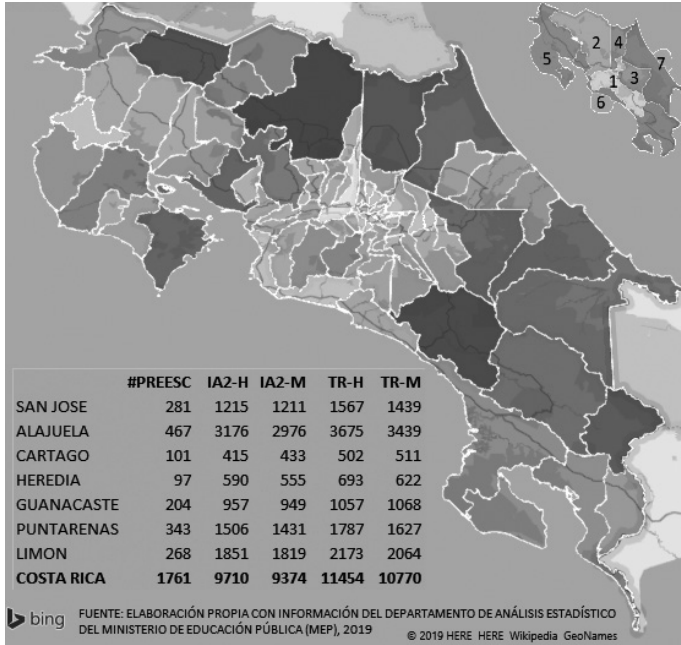 2 4
5 7
1 3
6
#PREESC IA2-H IA2-M TR-H TR-M
SAN JOSE 281 1215 1211 1567 1439
ALAJUELA 467 3176 2976 3675 3439
CARTAGO 101 415 433 502 511
HEREDIA 97 590 555 693 622
GUANACASTE 204 957 949 1057 1068
PUNTARENAS 343 1506 1431 1787 1627
LIMON 268 1851 1819 2173 2064
COSTA RICA 1761 9710 9374 11454 10770
bing
FUENTE: ELABORACIÓN PROPIA CON INFORMACIÓN DEL DEPARTAMENTO DE ANÁLISIS ESTADÍSTICO
DEL MINISTERIO DE EDUCACIÓN PÚBLICA (MEP), 2019
© 2019 HERE HERE Wikipedia GeoNames